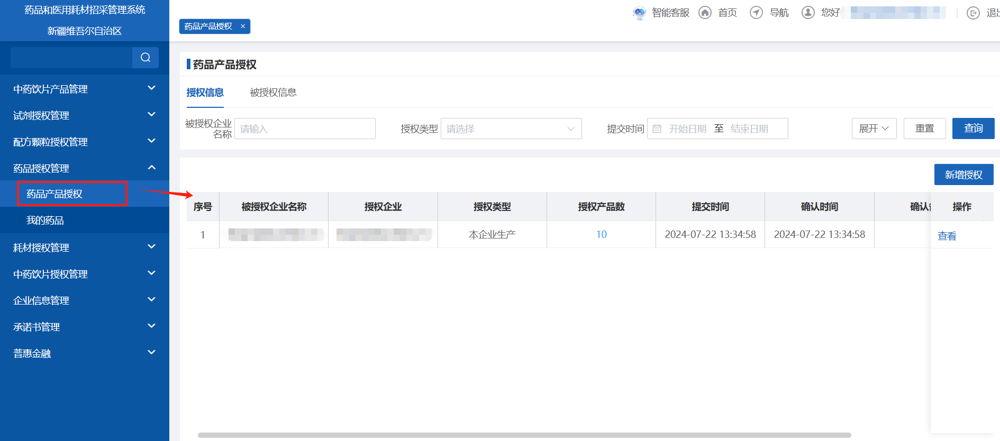 药品和医用耗材招采管理系统
新疆维吾尔自治区
药品产品授权 ×
智能客服 首页 导航 您好
中药饮片产品管理
试剂授权管理
配方颗粒授权管理
药品授权管理
药品产品授权
我的药品
耗材授权管理
中药饮片授权管理
企业信息管理
承诺书管理
普惠金融
药品产品授权
授权信息 被授权信息
被授权企业
名称 请输入 授权类型 请选择 提交时间 开始日期 至 结束日期 展开 重置 查询
新增授权
序号 被授权企业名称 授权企业 授权类型 授权产品数 提交时间 确认时间 确认 操作
1 本企业生产 10 2024-07-22 13:34:58 2024-07-22 13:34:58 查看